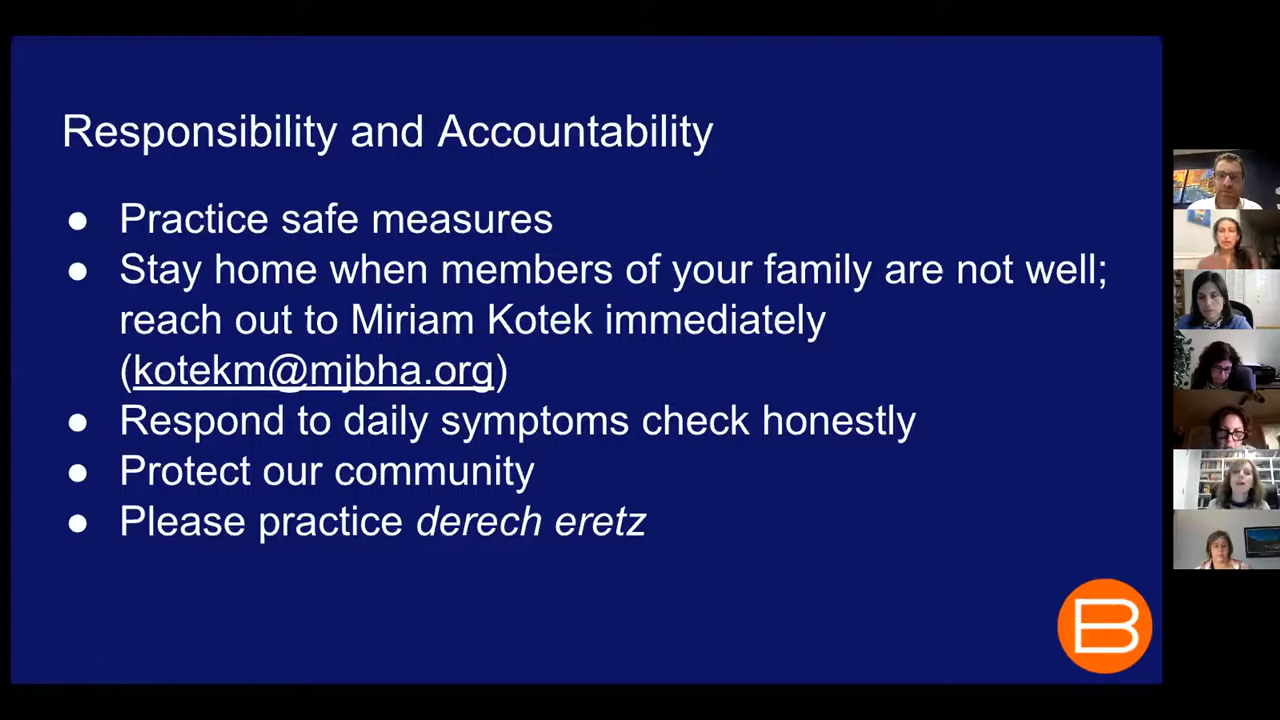 Responsibility and Accountability
● Practice safe measures
● Stay home when members of your family are not well;
reach out to Miriam Kotek immediately
(kotekm@mjbha.org)
● Respond to daily symptoms check honestly
● Protect our community
● Please practice derech eretz
B